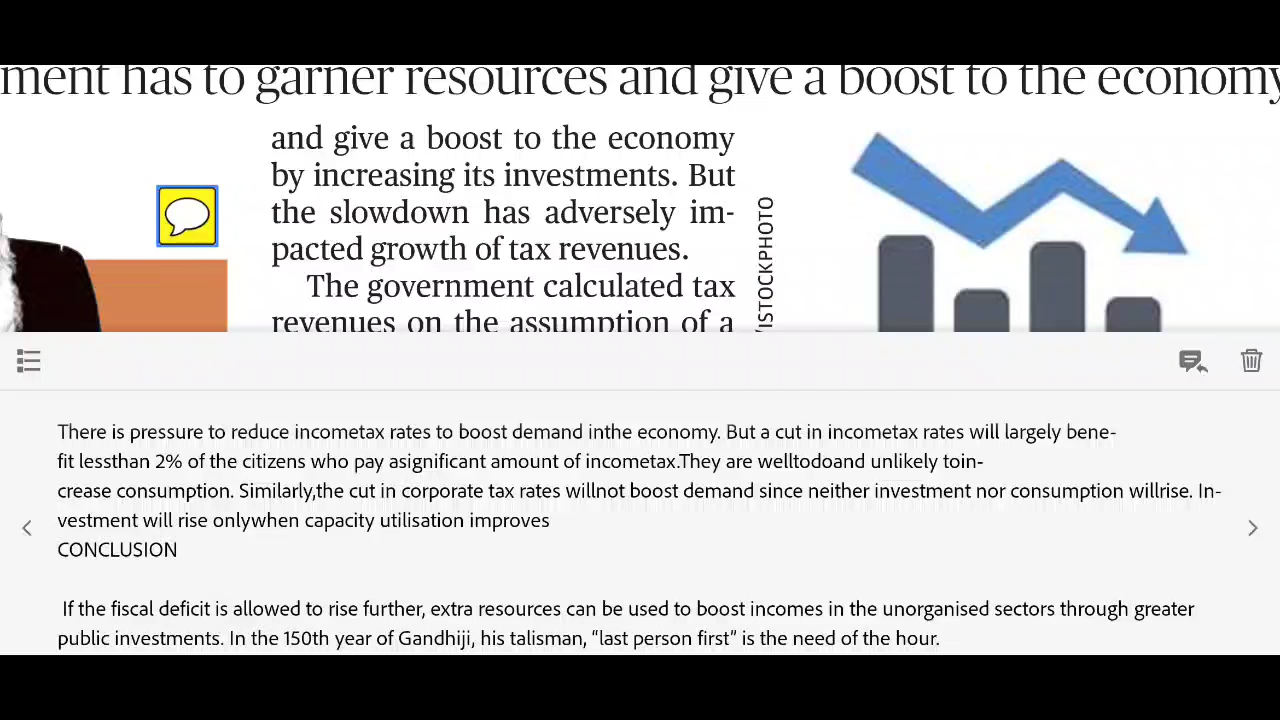 ment has to garner resources and give a boost to the economy
and give a boost to the economy
by increasing its investments. But
the slowdown has adversely im-
pacted growth of tax revenues.
The government calculated tax
revenues on the assumption of a
ISTOCKPHOTO
There is pressure to reduce incometax rates to boost demand inthe economy. But a cut in incometax rates will largely bene-
fit lessthan 2% of the citizens who pay asignificant amount of incometax.They are welltodoand unlikely toin-
crease consumption. Similarly,the cut in corporate tax rates willnot boost demand since neither investment nor consumption willrise. In-
vestment will rise onlywhen capacity utilisation improves
CONCLUSION
If the fiscal deficit is allowed to rise further, extra resources can be used to boost incomes in the unorganised sectors through greater
public investments. In the 150th year of Gandhiji, his talisman, “last person first” is the need of the hour.